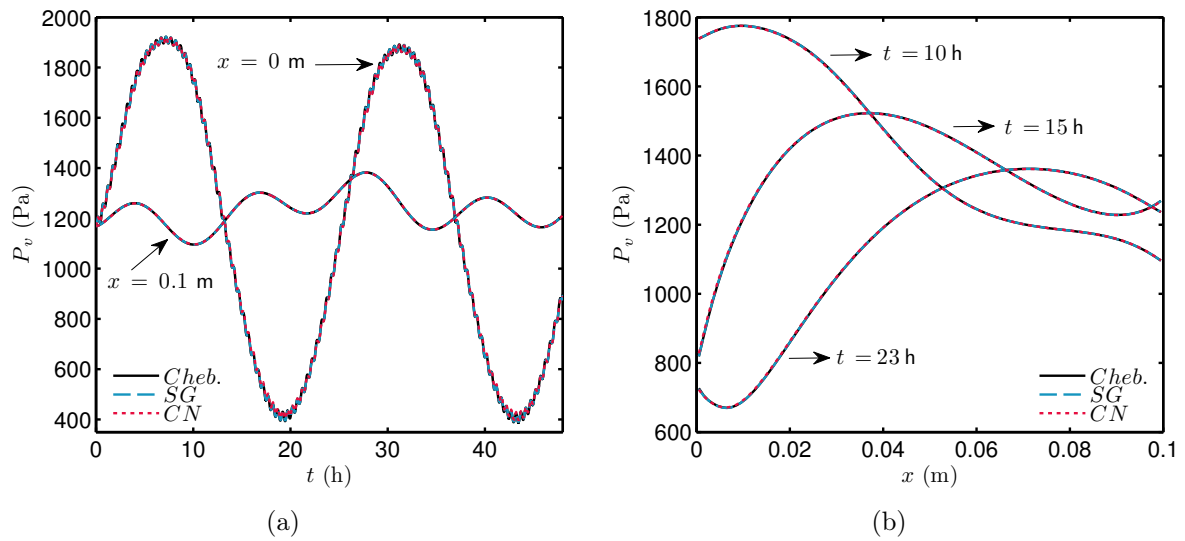 2000
1800
1600
1400
1200
1000
800
600
400
P_v (Pa)
x = 0 m
x = 0.1 m
Cheb.
SG
CN
0 10 20 30 40
t (h)
(a)
1800
1600
1400
1200
1000
800
600
P_v (Pa)
t = 10 h
t = 15 h
t = 23 h
Cheb.
SG
CN
0 0.02 0.04 0.06 0.08 0.1
x (m)
(b)